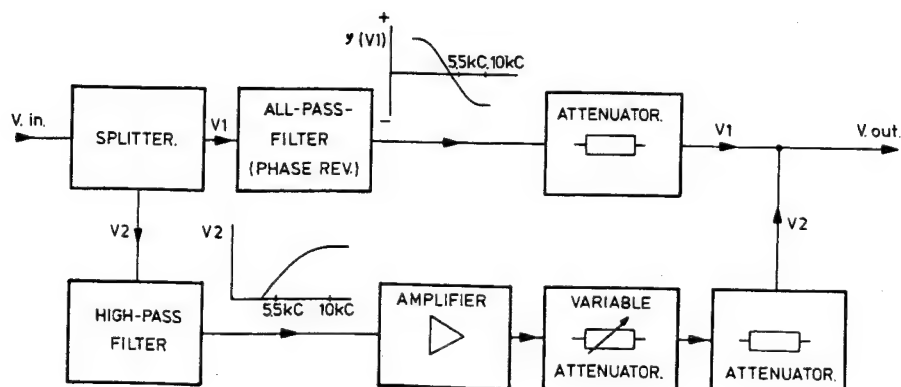 +
φ (V1)
5,5kC. 10kC
−
V. in.
SPLITTER.
V1
ALL-PASS-
FILTER
(PHASE REV.)
ATTENUATOR.
V1
V. out.
V2
V2
5,5kC
10kC
V2
HIGH-PASS
FILTER
AMPLIFIER
VARIABLE
ATTENUATOR.
ATTENUATOR.